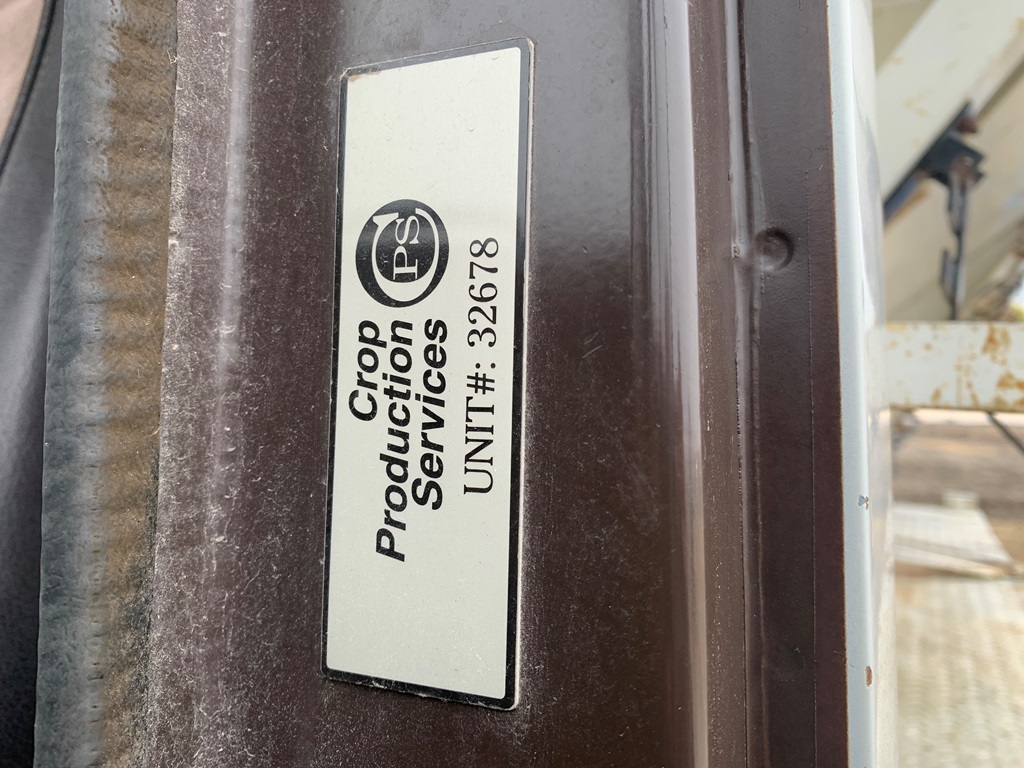 Crop
Production
Services
CPS
UNIT#: 32678